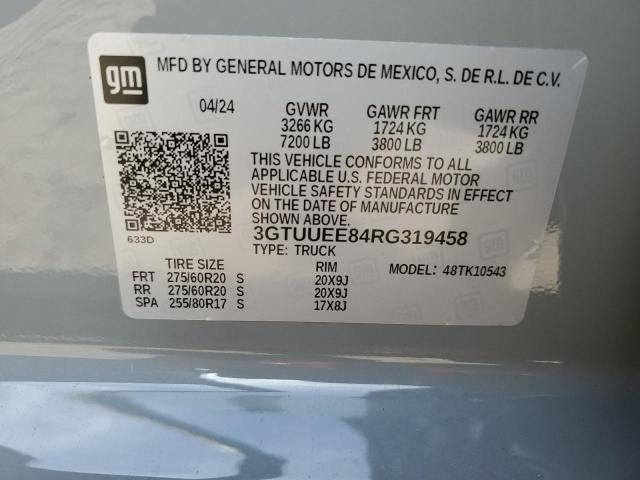 gm
MFD BY GENERAL MOTORS DE MEXICO, S. DE R.L. DE C.V.
04/24 GVWR GAWR FRT GAWR RR
3266 KG 1724 KG 1724 KG
7200 LB 3800 LB 3800 LB
THIS VEHICLE CONFORMS TO ALL
APPLICABLE U.S. FEDERAL MOTOR
VEHICLE SAFETY STANDARDS IN EFFECT
ON THE DATE OF MANUFACTURE
SHOWN ABOVE.
633D
3GTUUEE84RG319458
TYPE: TRUCK
TIRE SIZE RIM MODEL: 48TK10543
FRT 275/60R20 S 20X9J
RR 275/60R20 S 20X9J
SPA 255/80R17 S 17X8J